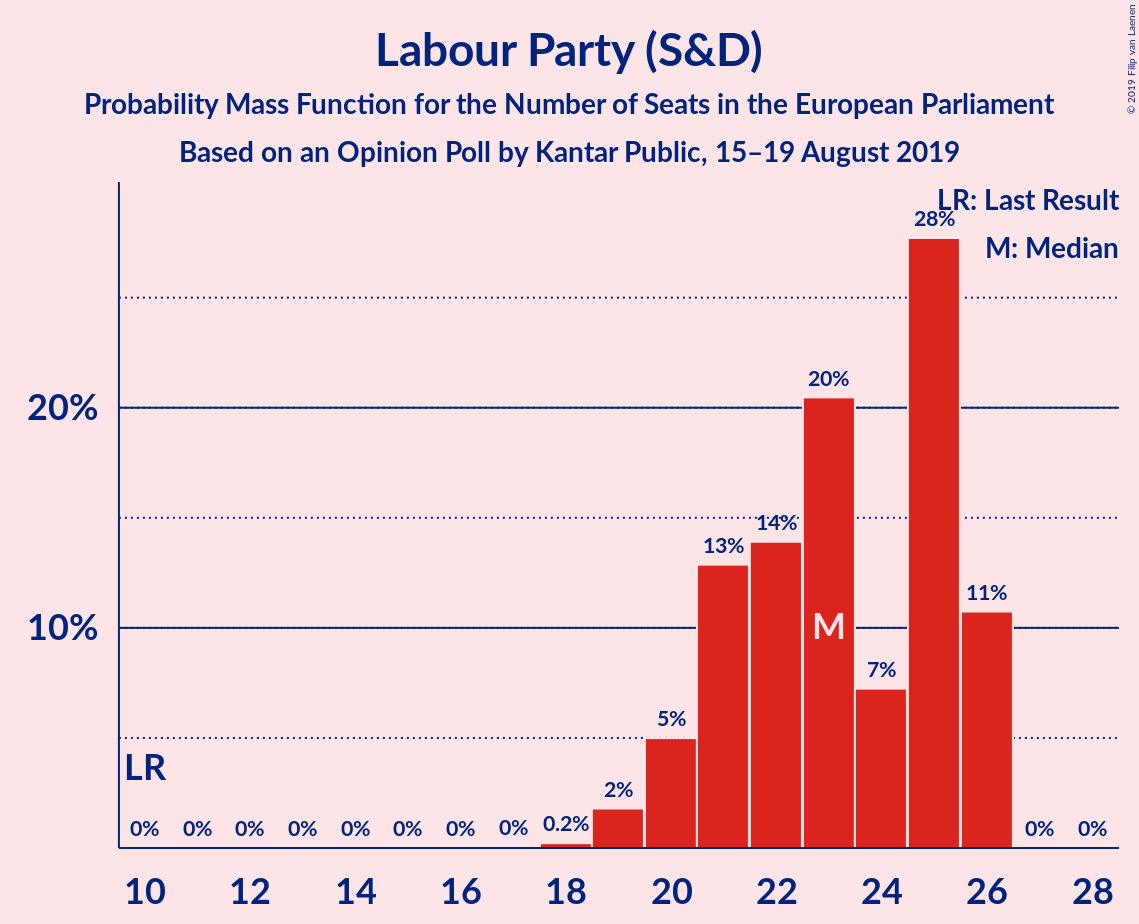 Labour Party (S&D)
Probability Mass Function for the Number of Seats in the European Parliament
Based on an Opinion Poll by Kantar Public, 15–19 August 2019
© 2019 Filip van Laenen
LR: Last Result
M: Median
28%
20%
20%
14%
13%
11%
10%
M
7%
5%
LR
2%
0% 0% 0% 0% 0% 0% 0% 0% 0.2% 0% 0%
10 12 14 16 18 20 22 24 26 28